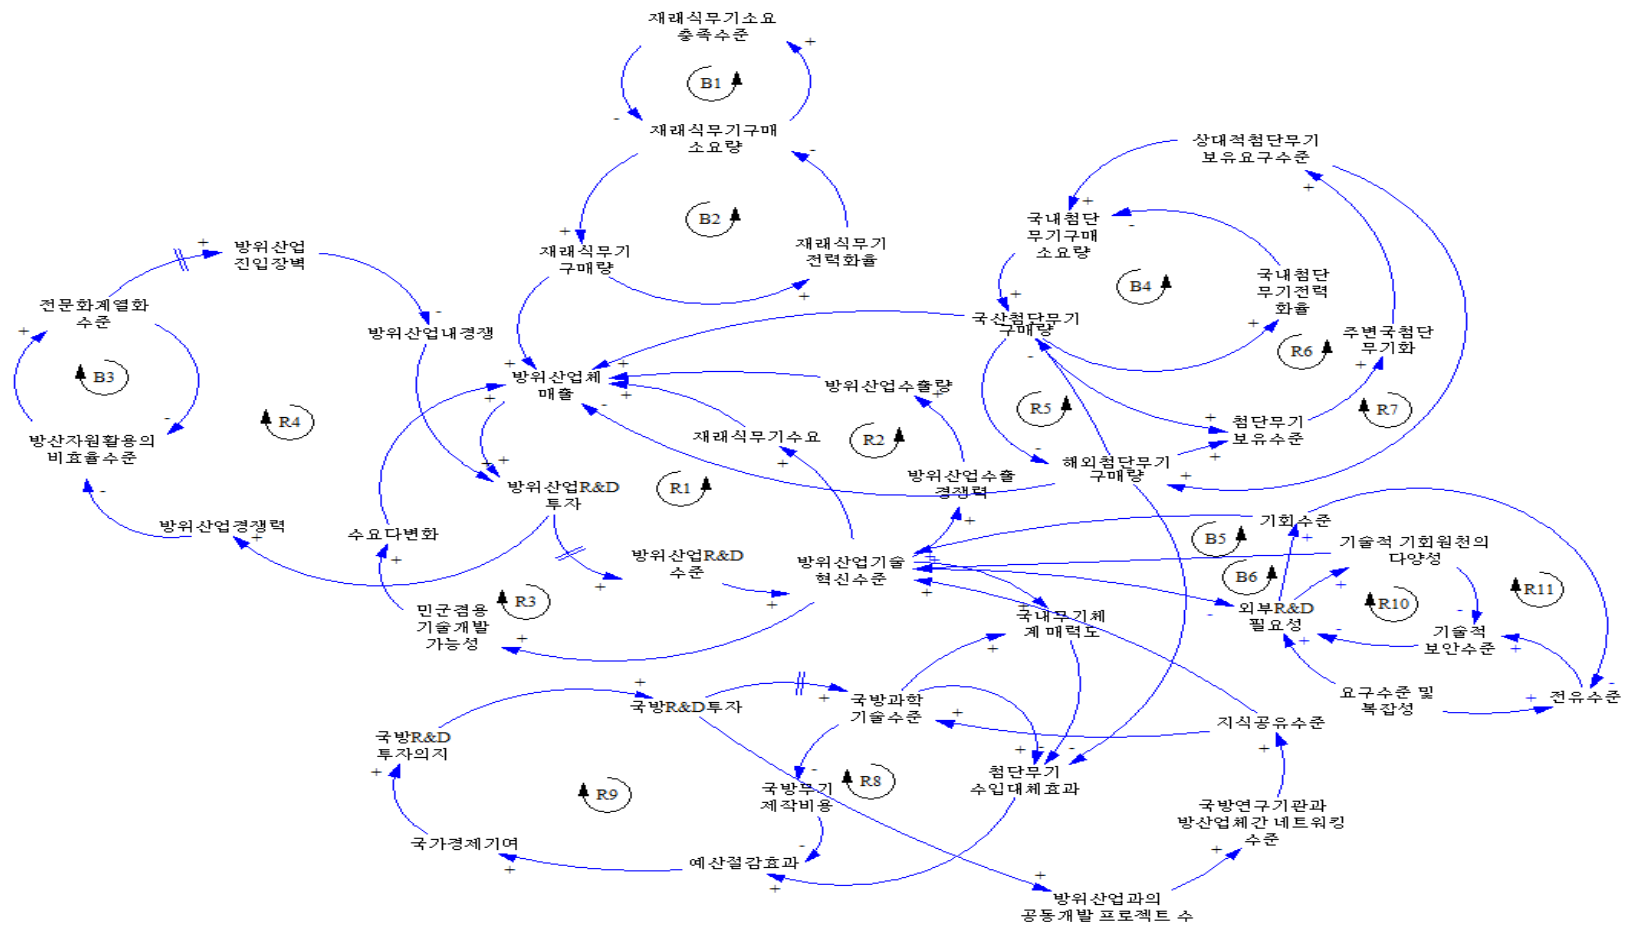 재래식무기소요
충족수준
B1
재래식무기구매
소요량
B2
재래식무기
구매량
재래식무기
전력화율
상대적첨단무기
보유요구수준
국내첨단
무기구매
소요량
B4
국내첨단
무기전력
화율
국산첨단무기
구매량
R6
주변국첨단
무기화
R5
R7
첨단무기
보유수준
해외첨단무기
구매량
방위산업
진입장벽
전문화계열화
수준
방위산업내경쟁
B3
R4
방산자원활용의
비효율수준
방위산업경쟁력
방위산업체
매출
방위산업수출량
재래식무기수요
R2
방위산업수출
경쟁력
R1
방위산업R&D
투자
수요다변화
방위산업R&D
수준
방위산업기술
혁신수준
R3
민군겸용
기술개발
가능성
기회수준
B5
기술적 기회원천의
다양성
B6
외부R&D
필요성
R10
R11
기술적
보안수준
요구수준 및
복잡성
전유수준
국내무기체
계 매력도
국방R&D투자
국방과학
기술수준
지식공유수준
국방R&D
투자의지
첨단무기
수입대체효과
R9
국방무기
제작비용
R8
국방연구기관과
방산업체간 네트워킹
수준
국가경제기여
예산절감효과
방위산업과의
공동개발 프로젝트 수